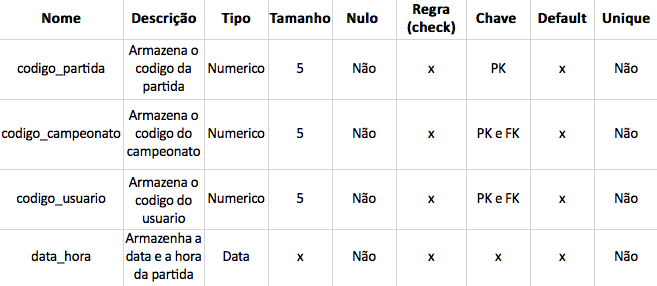 Nome Descrição Tipo Tamanho Nulo Regra (check) Chave Default Unique
codigo_partida Armazena o codigo da partida Numerico 5 Não x PK x Não
codigo_campeonato Armazena o codigo do campeonato Numerico 5 Não x PK e FK x Não
codigo_usuario Armazena o codigo do usuario Numerico 5 Não x PK e FK x Não
data_hora Armazenha a data e a hora da partida Data x Não x x x Não